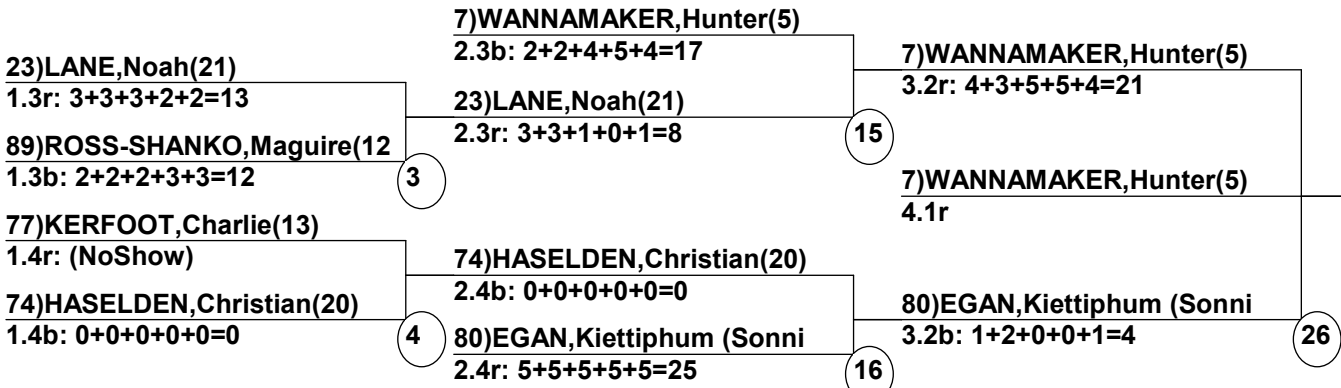 23)LANE,Noah(21)
1.3r: 3+3+3+2+2=13
89)ROSS-SHANKO,Maguire(12
1.3b: 2+2+2+3+3=12
3
77)KERFOOT,Charlie(13)
1.4r: (NoShow)
74)HASELDEN,Christian(20)
1.4b: 0+0+0+0+0=0
4
7)WANNAMAKER,Hunter(5)
2.3b: 2+2+4+5+4=17
23)LANE,Noah(21)
2.3r: 3+3+1+0+1=8
15
74)HASELDEN,Christian(20)
2.4b: 0+0+0+0+0=0
80)EGAN,Kiettiphum (Sonni
2.4r: 5+5+5+5+5=25
16
7)WANNAMAKER,Hunter(5)
3.2r: 4+3+5+5+4=21
7)WANNAMAKER,Hunter(5)
4.1r
80)EGAN,Kiettiphum (Sonni
3.2b: 1+2+0+0+1=4
26